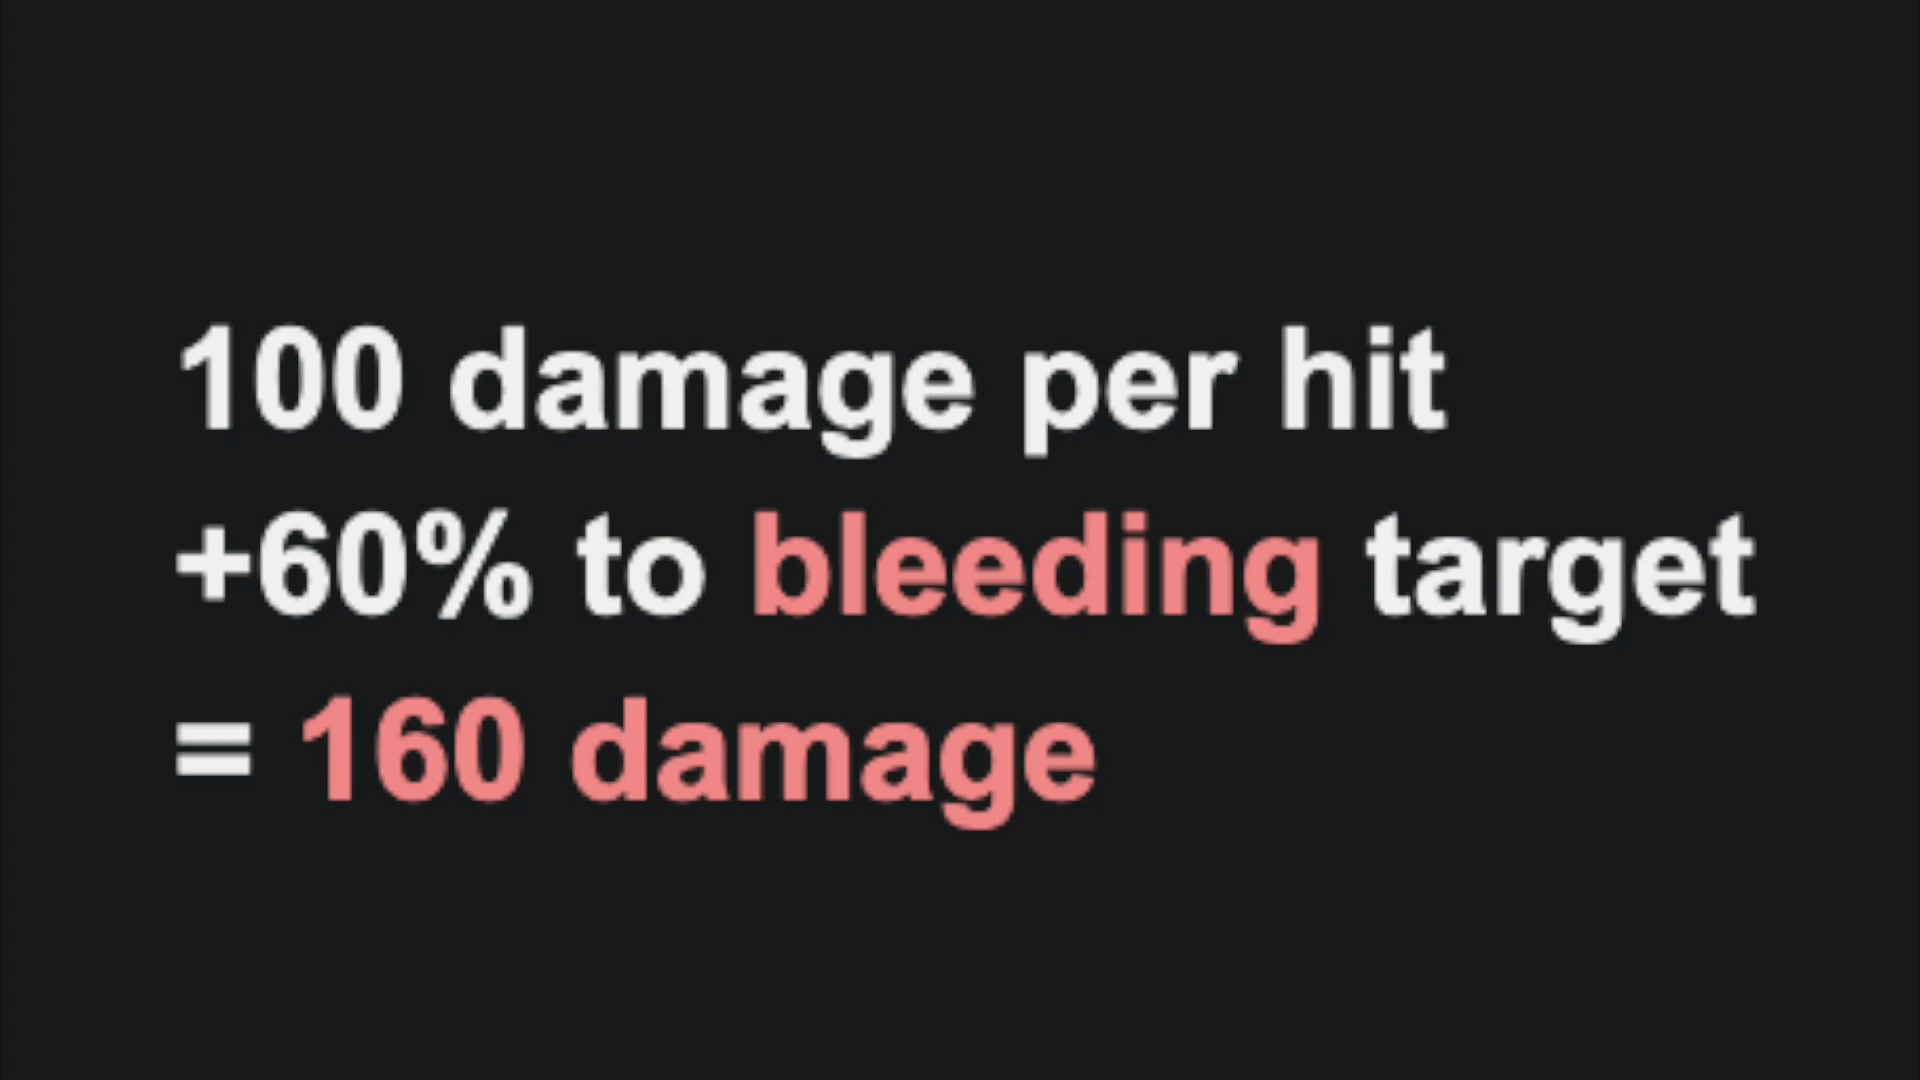 100 damage per hit
+60% to bleeding target
= 160 damage